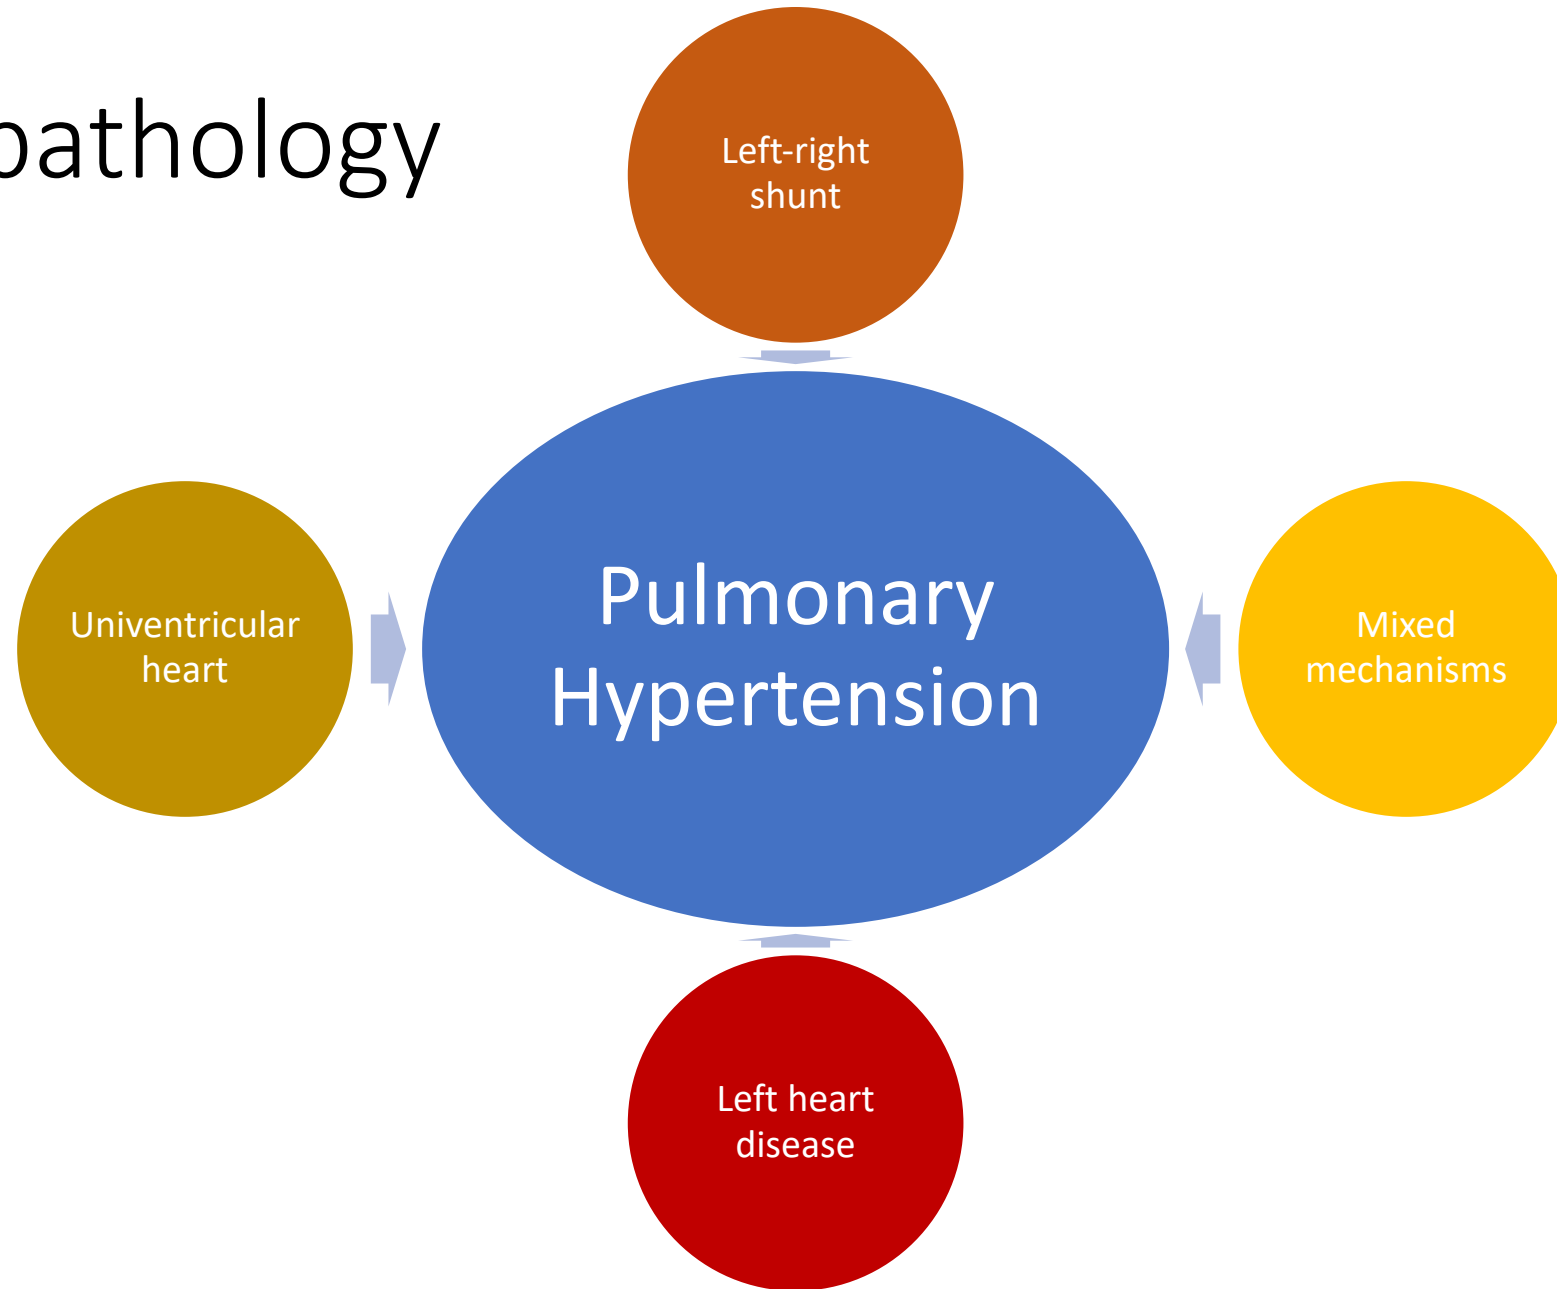 pathology
Left-right
shunt
Univentricular
heart
Pulmonary
Hypertension
Mixed
mechanisms
Left heart
disease